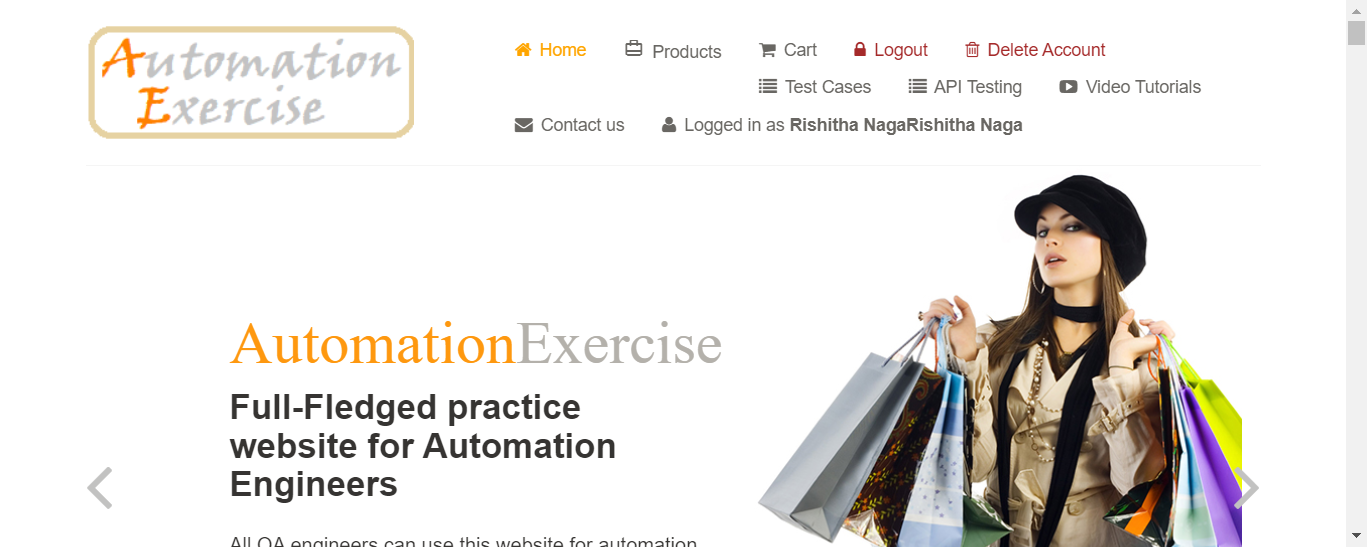 Automation
Exercise
Home Products Cart Logout Delete Account
Test Cases API Testing Video Tutorials
Contact us Logged in as Rishitha NagaRishitha Naga
AutomationExercise
Full-Fledged practice
website for Automation
Engineers
All QA engineers can use this website for automation